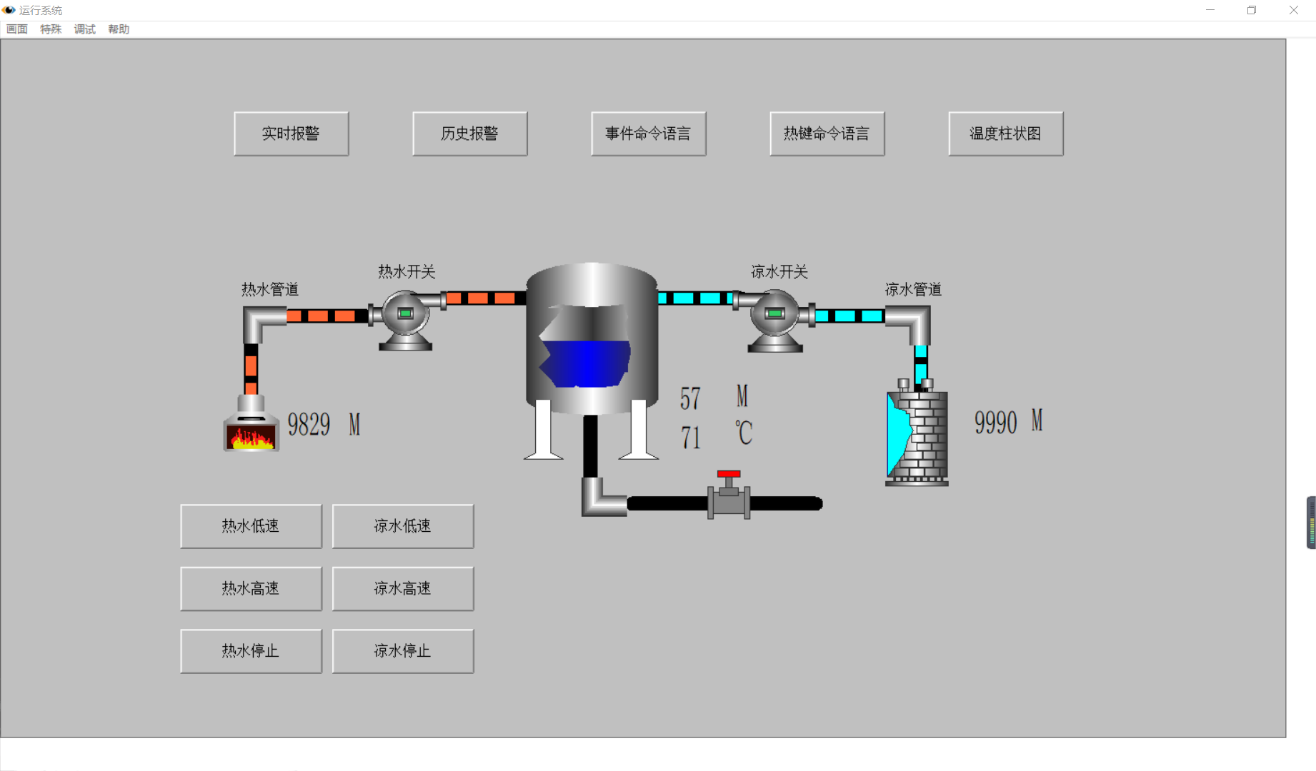 运行系统
画面 特殊 调试 帮助
实时报警 历史报警 事件命令语言 热键命令语言 温度柱状图
热水开关 凉水开关
热水管道 凉水管道
57 M
9829 M 9990 M
71 ℃
热水低速 凉水低速
热水高速 凉水高速
热水停止 凉水停止